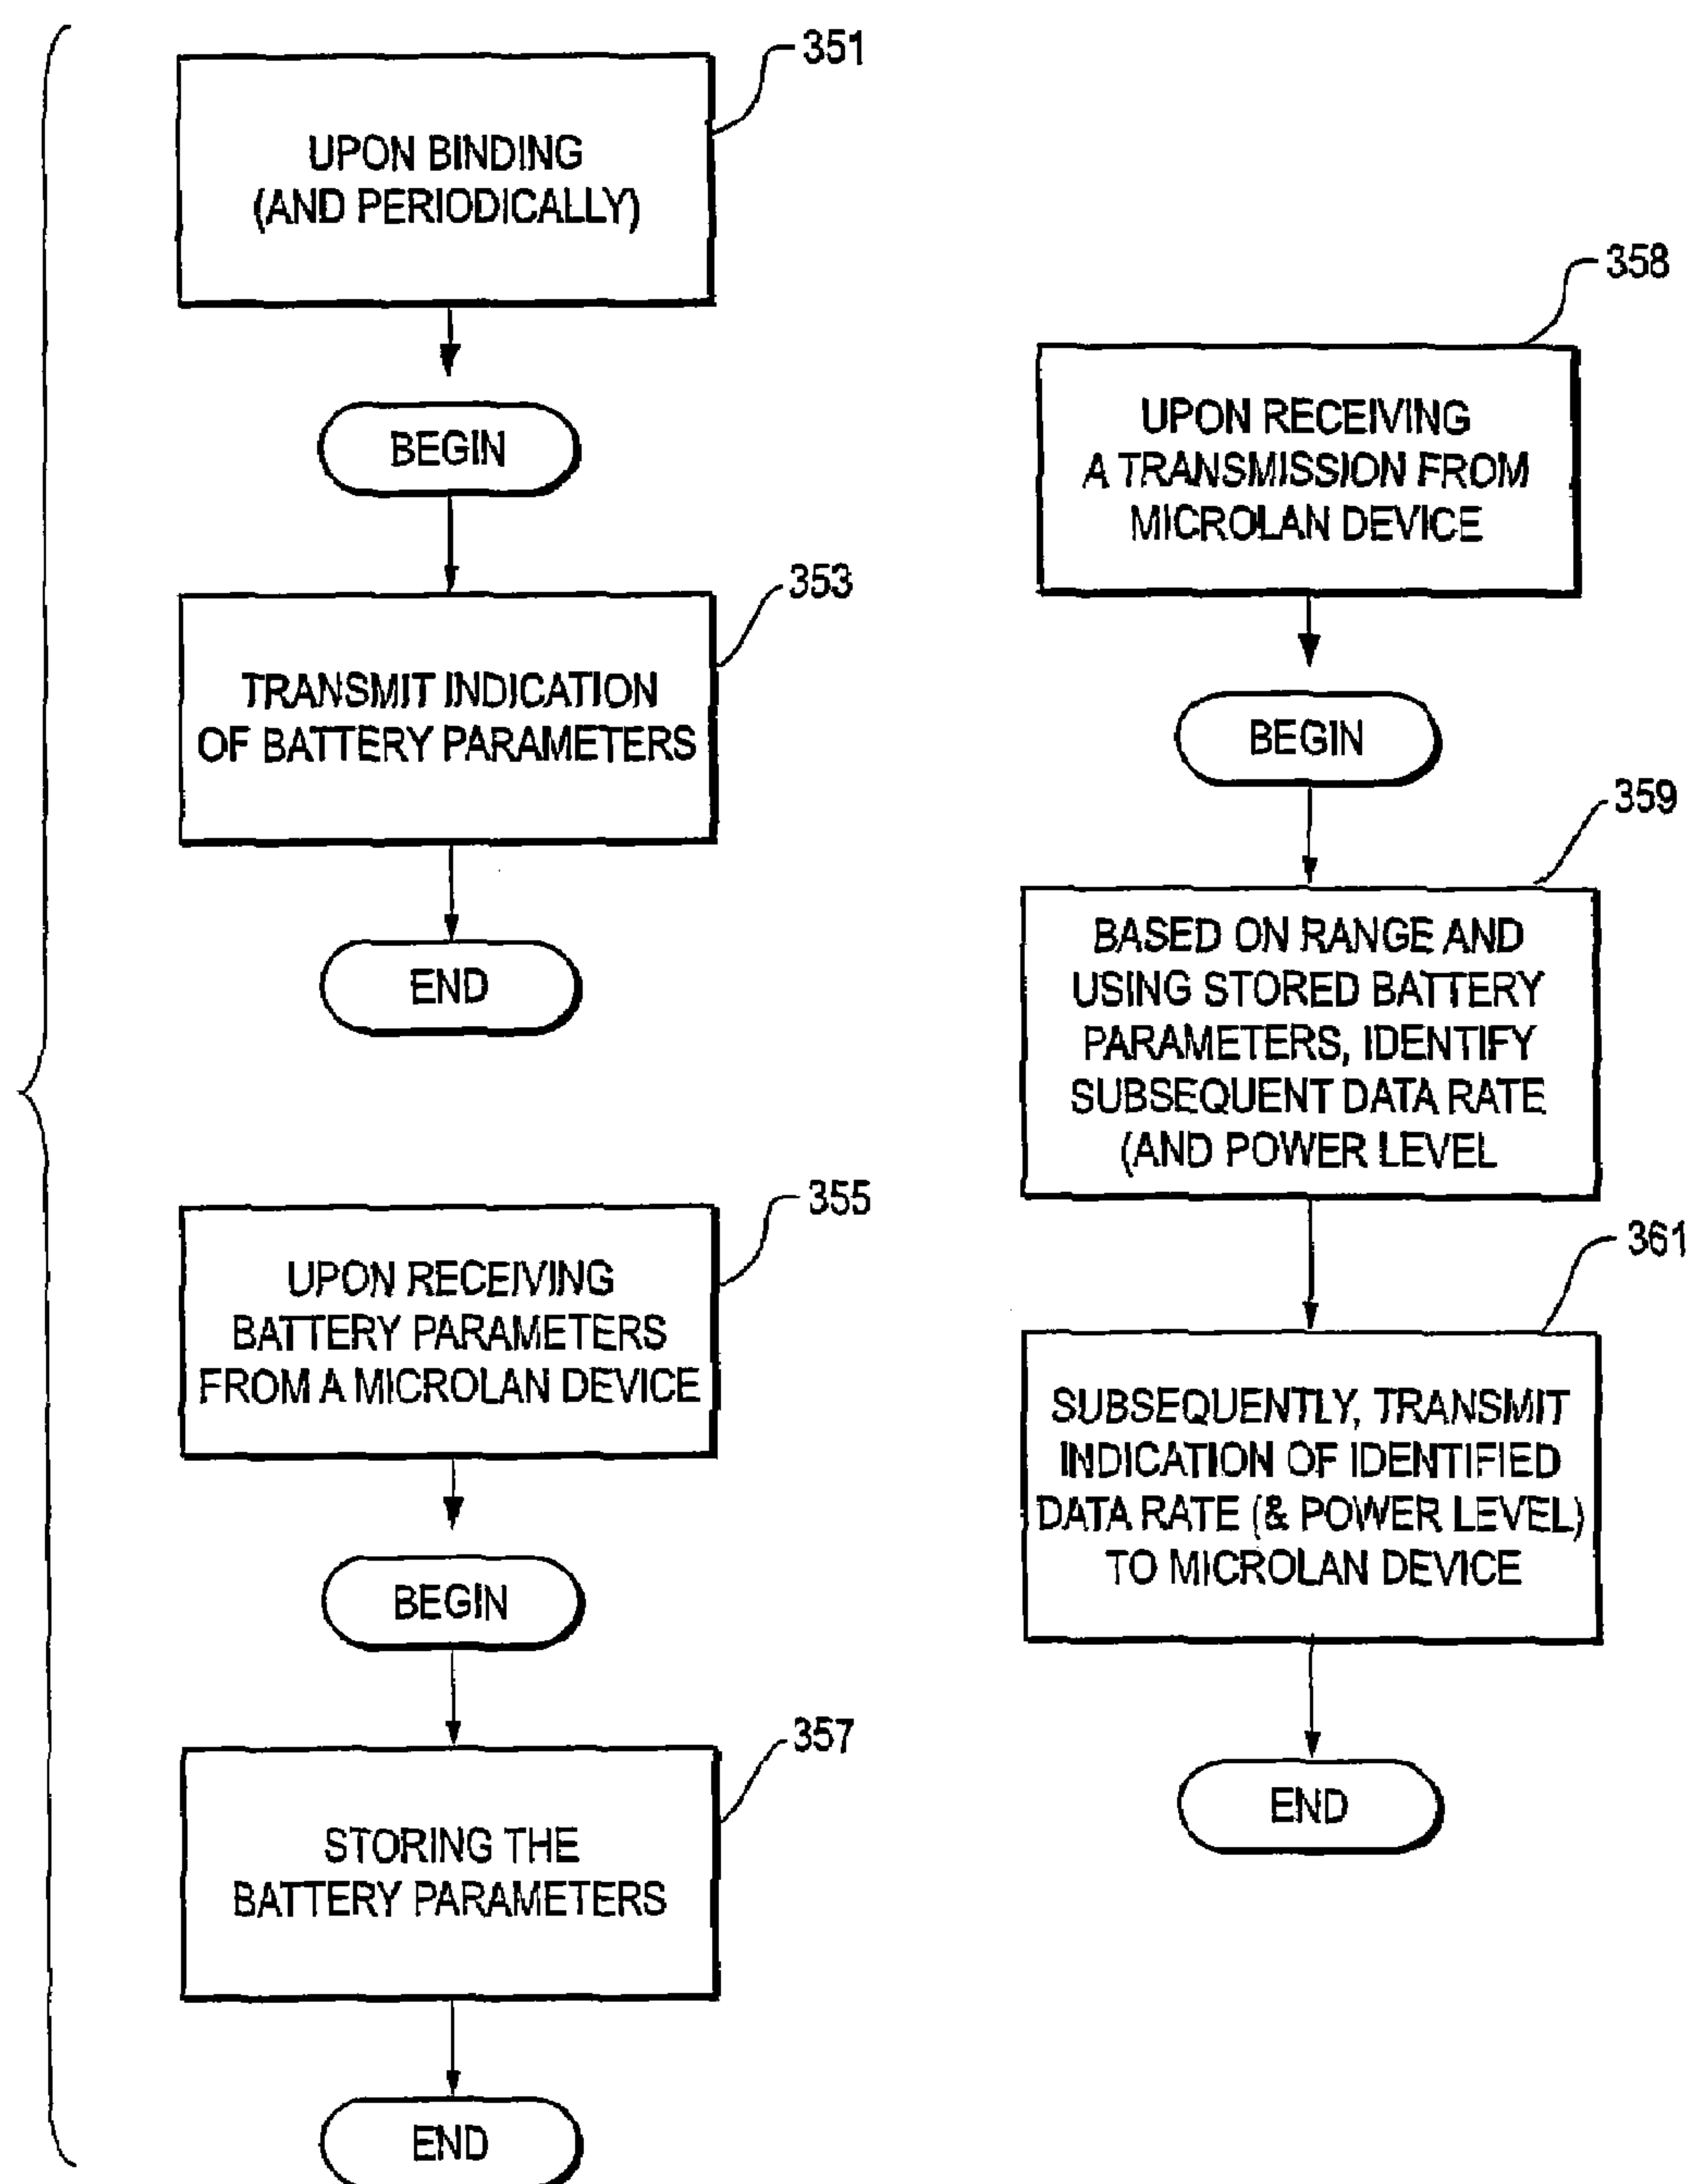 351
UPON BINDING
(AND PERIODICALLY)
BEGIN
353
TRANSMIT INDICATION
OF BATTERY PARAMETERS
END
355
UPON RECEIVING
BATTERY PARAMETERS
FROM A MICROLAN DEVICE
BEGIN
357
STORING THE
BATTERY PARAMETERS
END
358
UPON RECEIVING
A TRANSMISSION FROM
MICROLAN DEVICE
BEGIN
359
BASED ON RANGE AND
USING STORED BATTERY
PARAMETERS, IDENTIFY
SUBSEQUENT DATA RATE
(AND POWER LEVEL
361
SUBSEQUENTLY, TRANSMIT
INDICATION OF IDENTIFIED
DATA RATE (& POWER LEVEL)
TO MICROLAN DEVICE
END